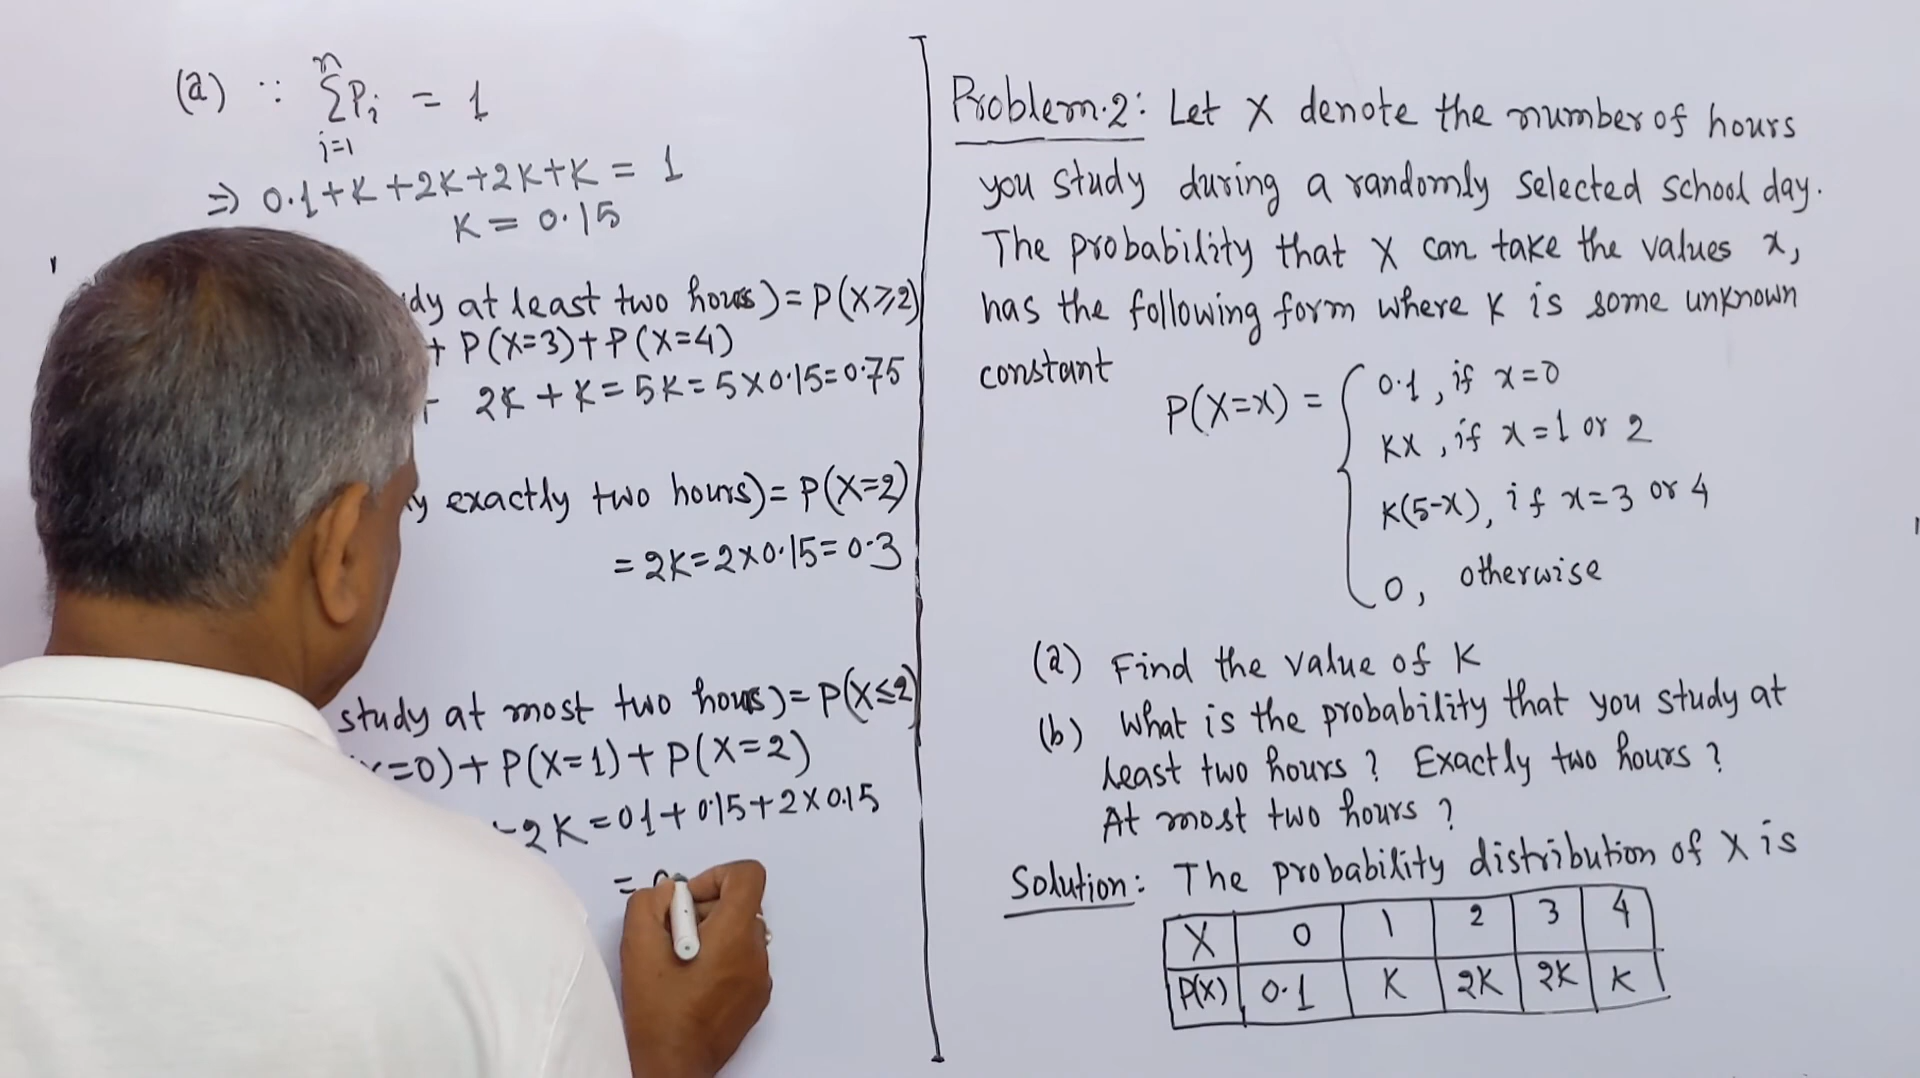 (a) ∵ n
∑Pᵢ = 1
i=1
⇒ 0.1+K+2K+2K+K = 1
K = 0.15
at least two hours) = P(X≥2)
+ P(X=3)+P(X=4)
2K + K = 5K = 5×0.15=0.75
exactly two hours) = P(X=2)
= 2K=2×0.15=0.3
study at most two hours) = P(X≤2)
=0)+P(X=1)+P(X=2)
2K = 01+0.15+2×0.15
=
Problem.2: Let X denote the number of hours
you study during a randomly selected school day.
The probability that X can take the values x,
has the following form where K is some unknown
constant
P(X=x) = { 0.1, if x=0
Kx, if x=1 or 2
K(5-x), if x=3 or 4
0, otherwise
(a) Find the value of K
(b) What is the probability that you study at
least two hours? Exactly two hours?
At most two hours?
Solution: The probability distribution of X is
X 0 1 2 3 4
P(X) 0.1 K 2K 2K K